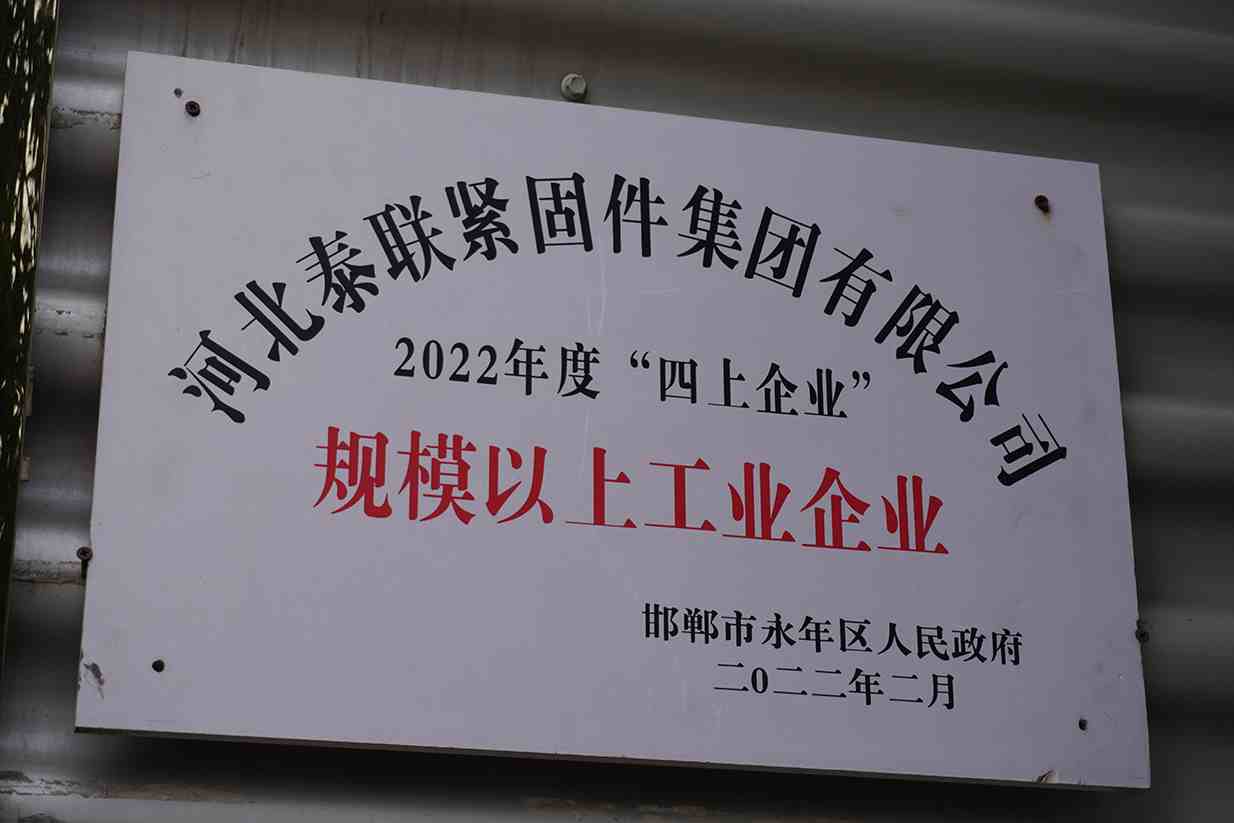 河北泰联紧固件集团有限公司
2022年度“四上企业”
规模以上工业企业
邯郸市永年区人民政府
二0二二年二月